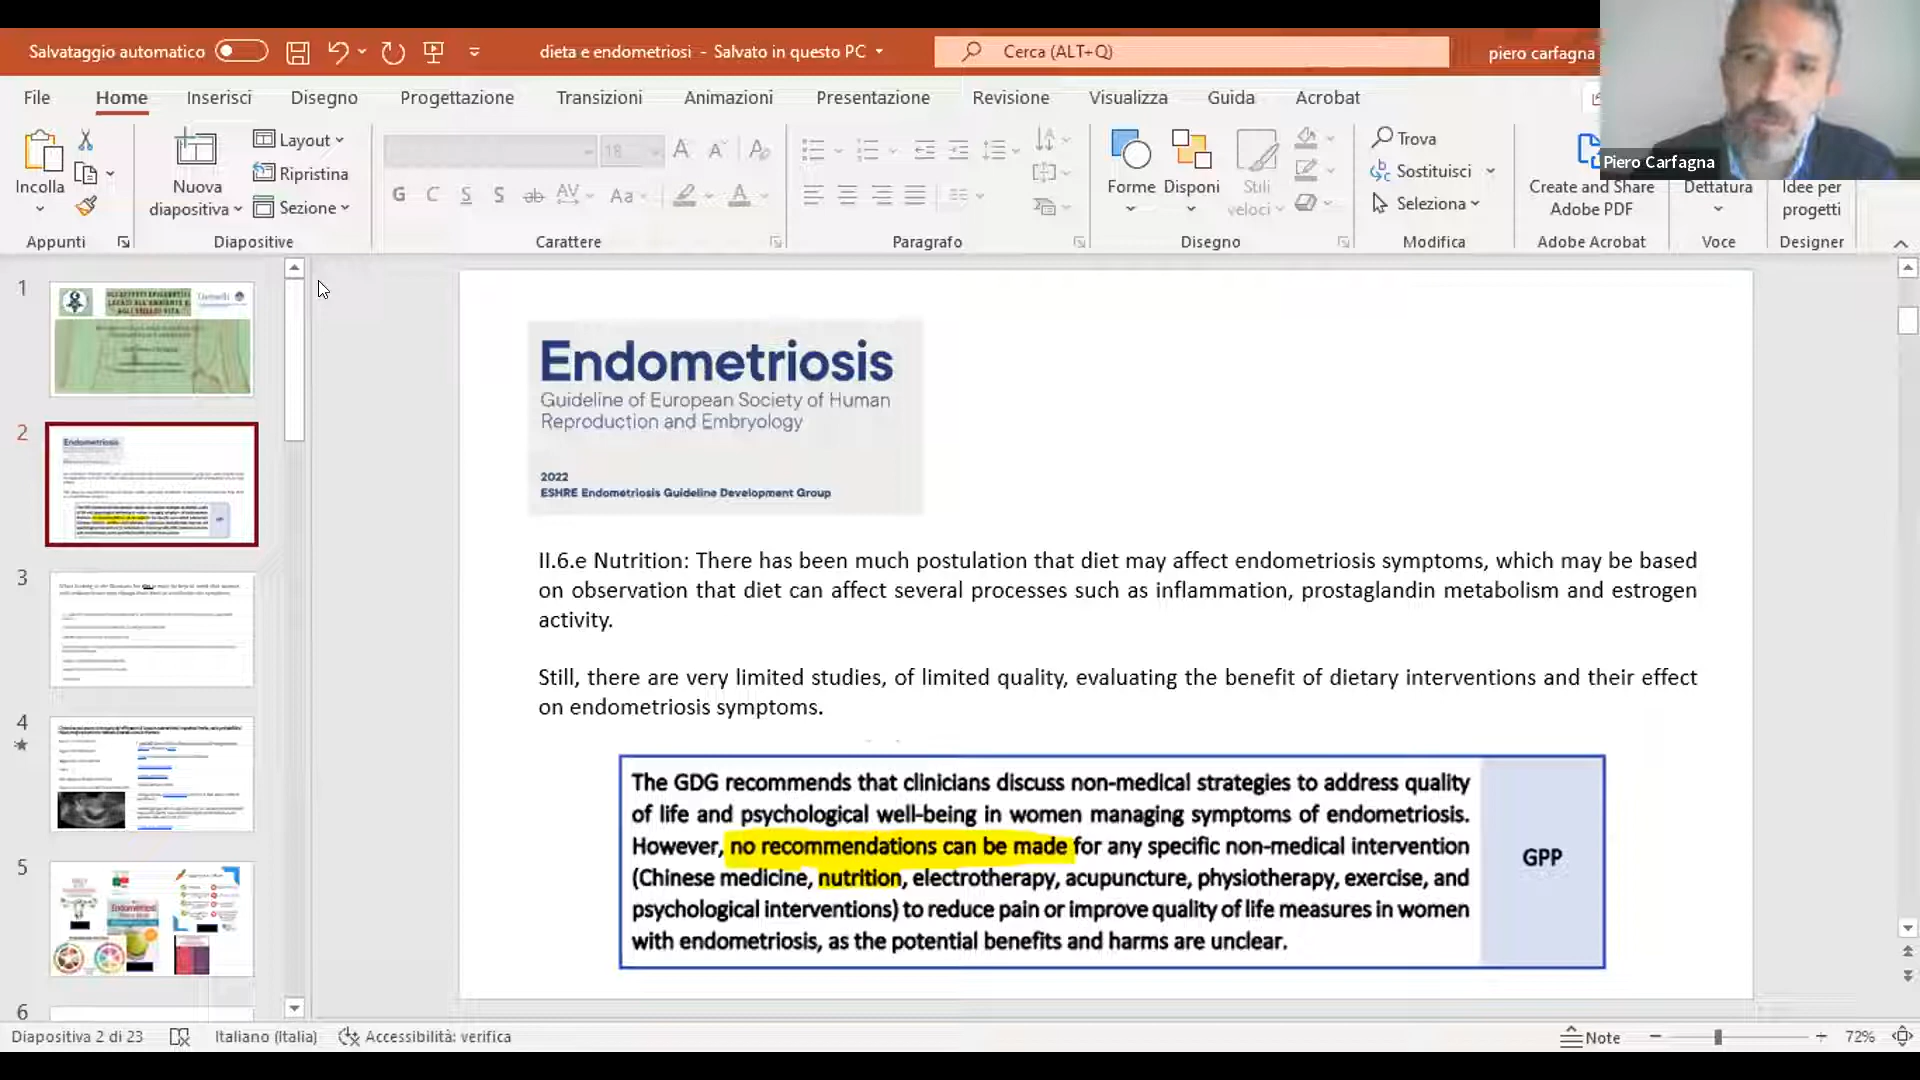 Salvataggio automatico
dieta e endometriosi - Salvato in questo PC
Cerca (ALT+Q)
piero carfagna
File Home Inserisci Disegno Progettazione Transizioni Animazioni Presentazione Revisione Visualizza Guida Acrobat
Incolla
Appunti
Nuova
diapositiva
Layout
Ripristina
Sezione
Diapositive
18
G C S S ab AV Aa A
Carattere
Paragrafo
Forme
Disponi
Stili
veloci
Disegno
Trova
Sostituisci
Seleziona
Modifica
Create and Share
Adobe PDF
Adobe Acrobat
Dettatura
Voce
Idee per
progetti
Designer
Piero Carfagna
1
2
3
4
5
6
Endometriosis
Guideline of European Society of Human
Reproduction and Embryology
2022
ESHRE Endometriosis Guideline Development Group
II.6.e Nutrition: There has been much postulation that diet may affect endometriosis symptoms, which may be based
on observation that diet can affect several processes such as inflammation, prostaglandin metabolism and estrogen
activity.
Still, there are very limited studies, of limited quality, evaluating the benefit of dietary interventions and their effect
on endometriosis symptoms.
The GDG recommends that clinicians discuss non-medical strategies to address quality
of life and psychological well-being in women managing symptoms of endometriosis.
However, no recommendations can be made for any specific non-medical intervention
(Chinese medicine, nutrition, electrotherapy, acupuncture, physiotherapy, exercise, and
psychological interventions) to reduce pain or improve quality of life measures in women
with endometriosis, as the potential benefits and harms are unclear.
GPP
Diapositiva 2 di 23
Italiano (Italia)
Accessibilità: verifica
Note
72%